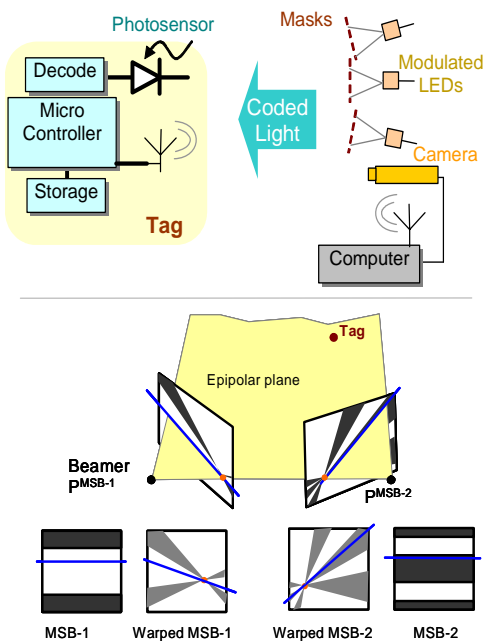 Photosensor
Masks
Decode
Modulated
LEDs
Micro
Controller
Coded
Light
Camera
Storage
Tag
Computer
Tag
Epipolar plane
Beamer
P^MSB-1
P^MSB-2
MSB-1
Warped MSB-1
Warped MSB-2
MSB-2